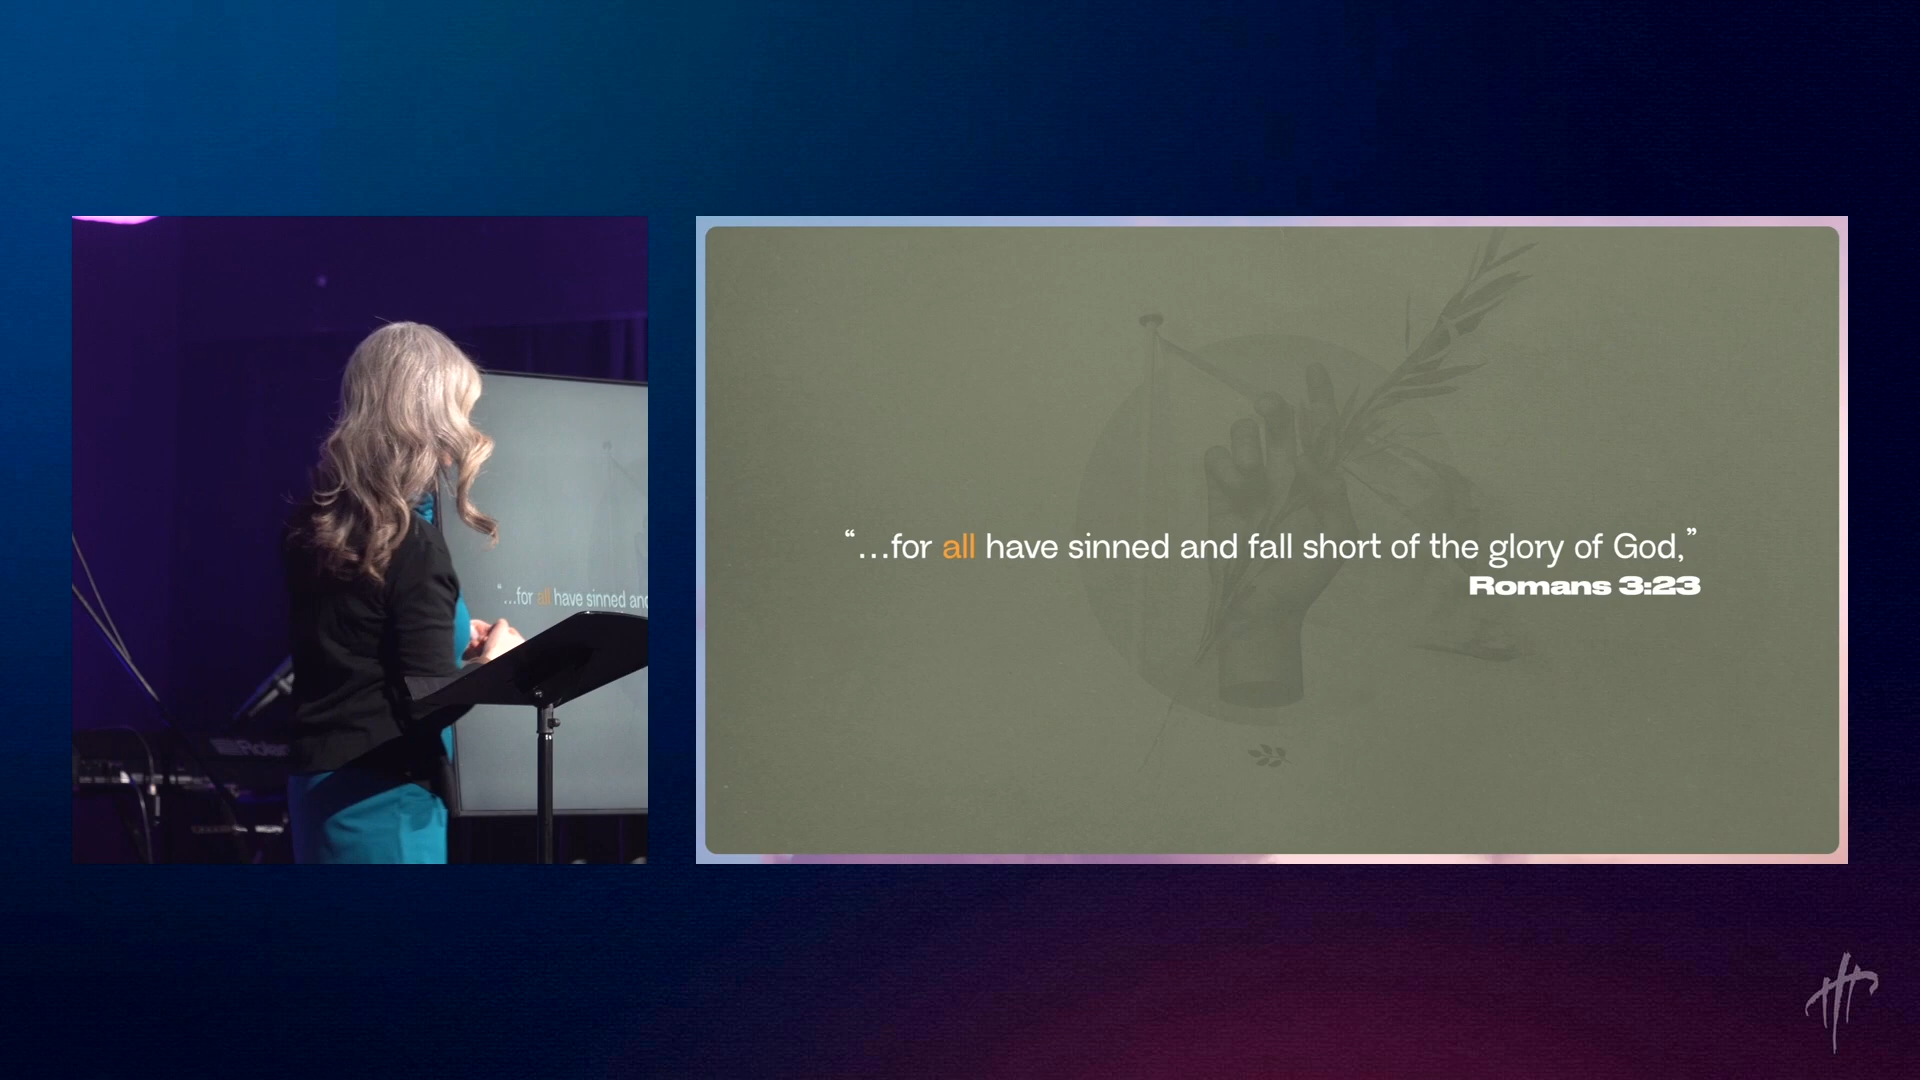 “...for all have sinned and
Roland
“…for all have sinned and fall short of the glory of God,”
Romans 3:23